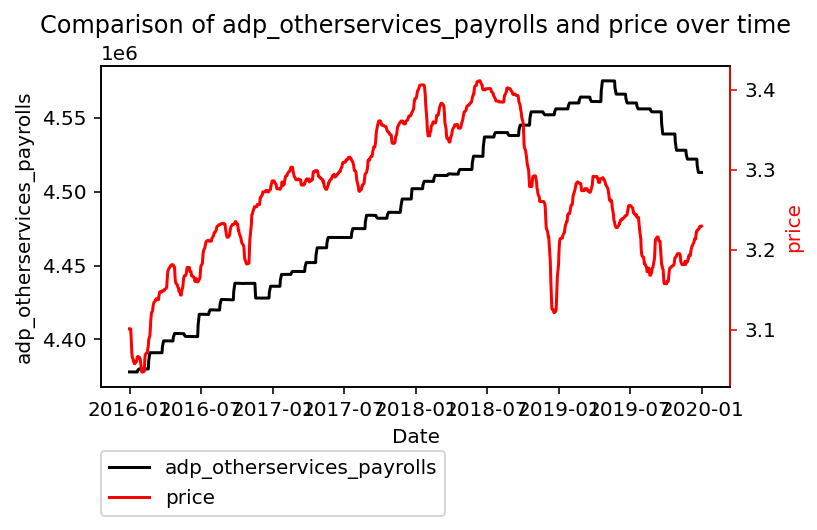 Comparison of adp_otherservices_payrolls and price over time
1e6
adp_otherservices_payrolls
4.55
4.50
4.45
4.40
3.4
3.3
3.2
3.1
price
2016-01 2016-07 2017-01 2017-07 2018-01 2018-07 2019-01 2019-07 2020-01
Date
adp_otherservices_payrolls
price